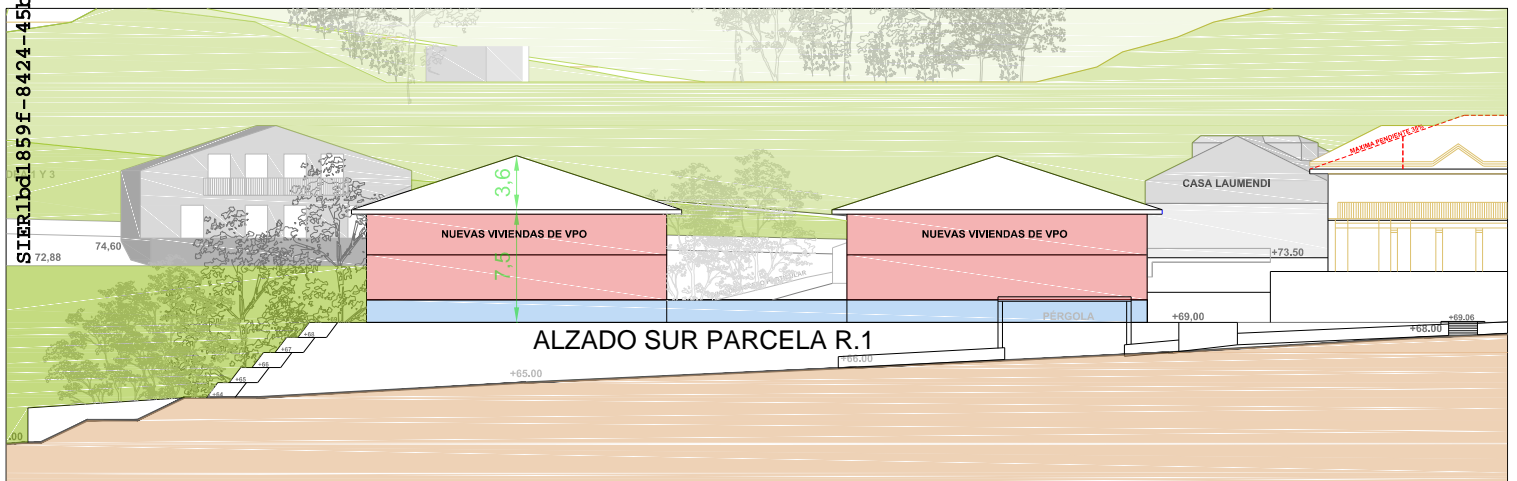 SIER1bd1859f-8424-45b
Y 3
74,60
72,88
3,6
7,5
NUEVAS VIVIENDAS DE VPO
NUEVAS VIVIENDAS DE VPO
CASA LAUMENDI
MAXIMA PENDIENTE 35%
+73.50
PÉRGOLA
+69,00
+69.06
+68.00
ALZADO SUR PARCELA R.1
+66.00
+65.00
+68
+67
+66
+65
+64
.00